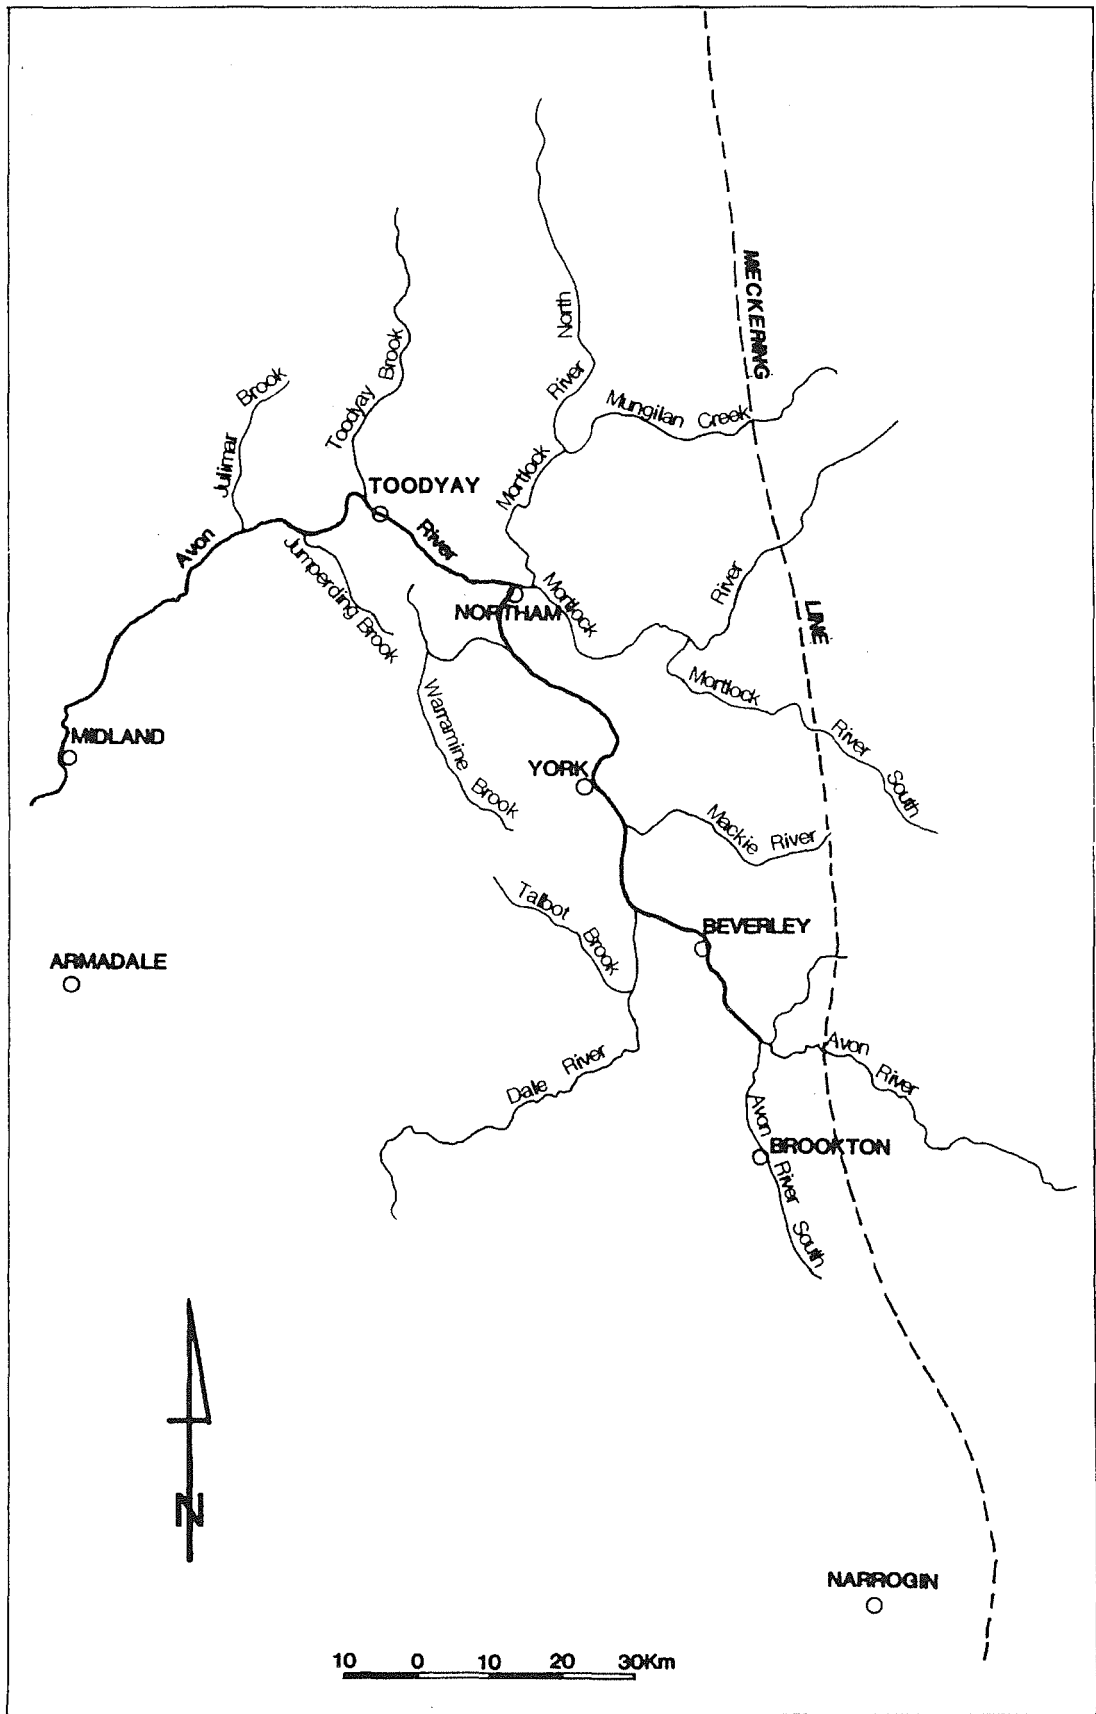 MECKERING
LINE
North
River
Mortlock
Mungilan Creek
Toodyay Brook
Julimar Brook
TOODYAY
Avon
River
Jumperding Brook
NORTHAM
Mortlock
River
Mortlock River South
Warramine Brook
MIDLAND
YORK
Mackie River
Talbot Brook
BEVERLEY
ARMADALE
Dale River
Avon River
Avon River South
BROOKTON
N
NARROGIN
10 0 10 20 30Km